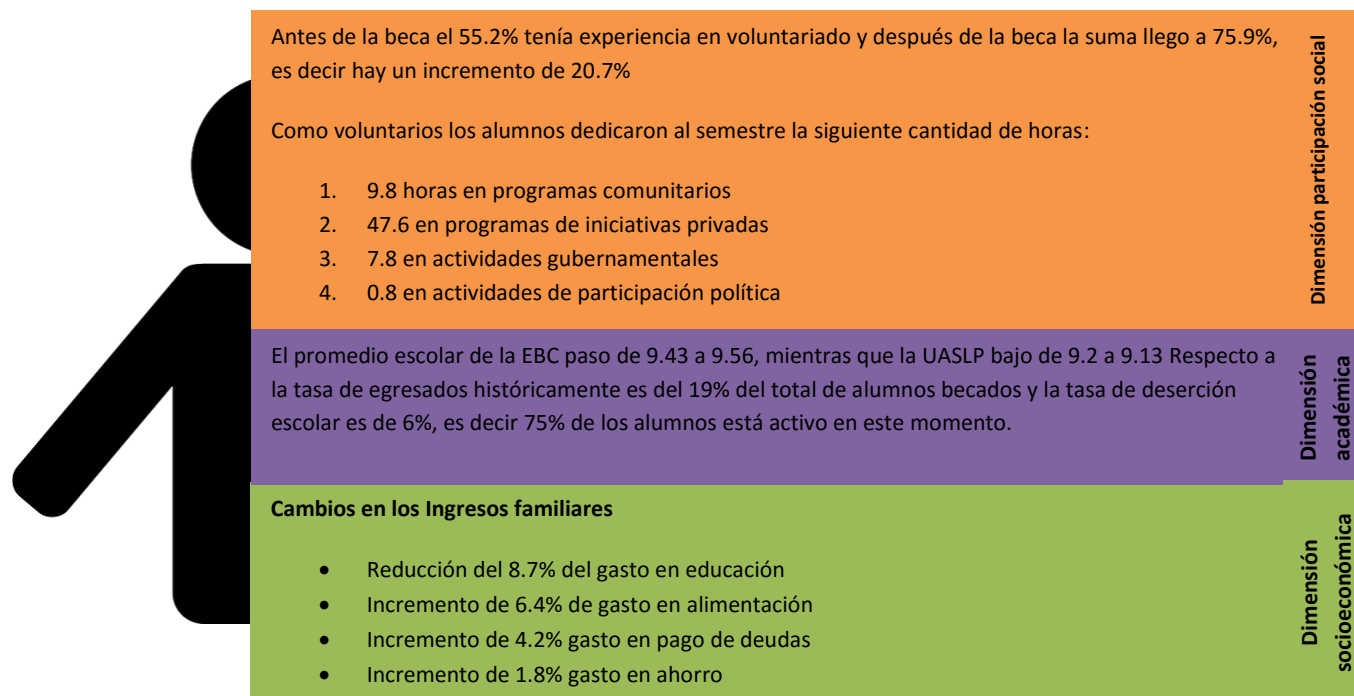 Antes de la beca el 55.2% tenía experiencia en voluntariado y después de la beca la suma llego a 75.9%,
es decir hay un incremento de 20.7%
Como voluntarios los alumnos dedicaron al semestre la siguiente cantidad de horas:
1. 9.8 horas en programas comunitarios
2. 47.6 en programas de iniciativas privadas
3. 7.8 en actividades gubernamentales
4. 0.8 en actividades de participación política
Dimensión participación social
El promedio escolar de la EBC paso de 9.43 a 9.56, mientras que la UASLP bajo de 9.2 a 9.13 Respecto a
la tasa de egresados históricamente es del 19% del total de alumnos becados y la tasa de deserción
escolar es de 6%, es decir 75% de los alumnos está activo en este momento.
Dimensión
académica
Cambios en los Ingresos familiares
• Reducción del 8.7% del gasto en educación
• Incremento de 6.4% de gasto en alimentación
• Incremento de 4.2% gasto en pago de deudas
• Incremento de 1.8% gasto en ahorro
Dimensión
socioeconómica